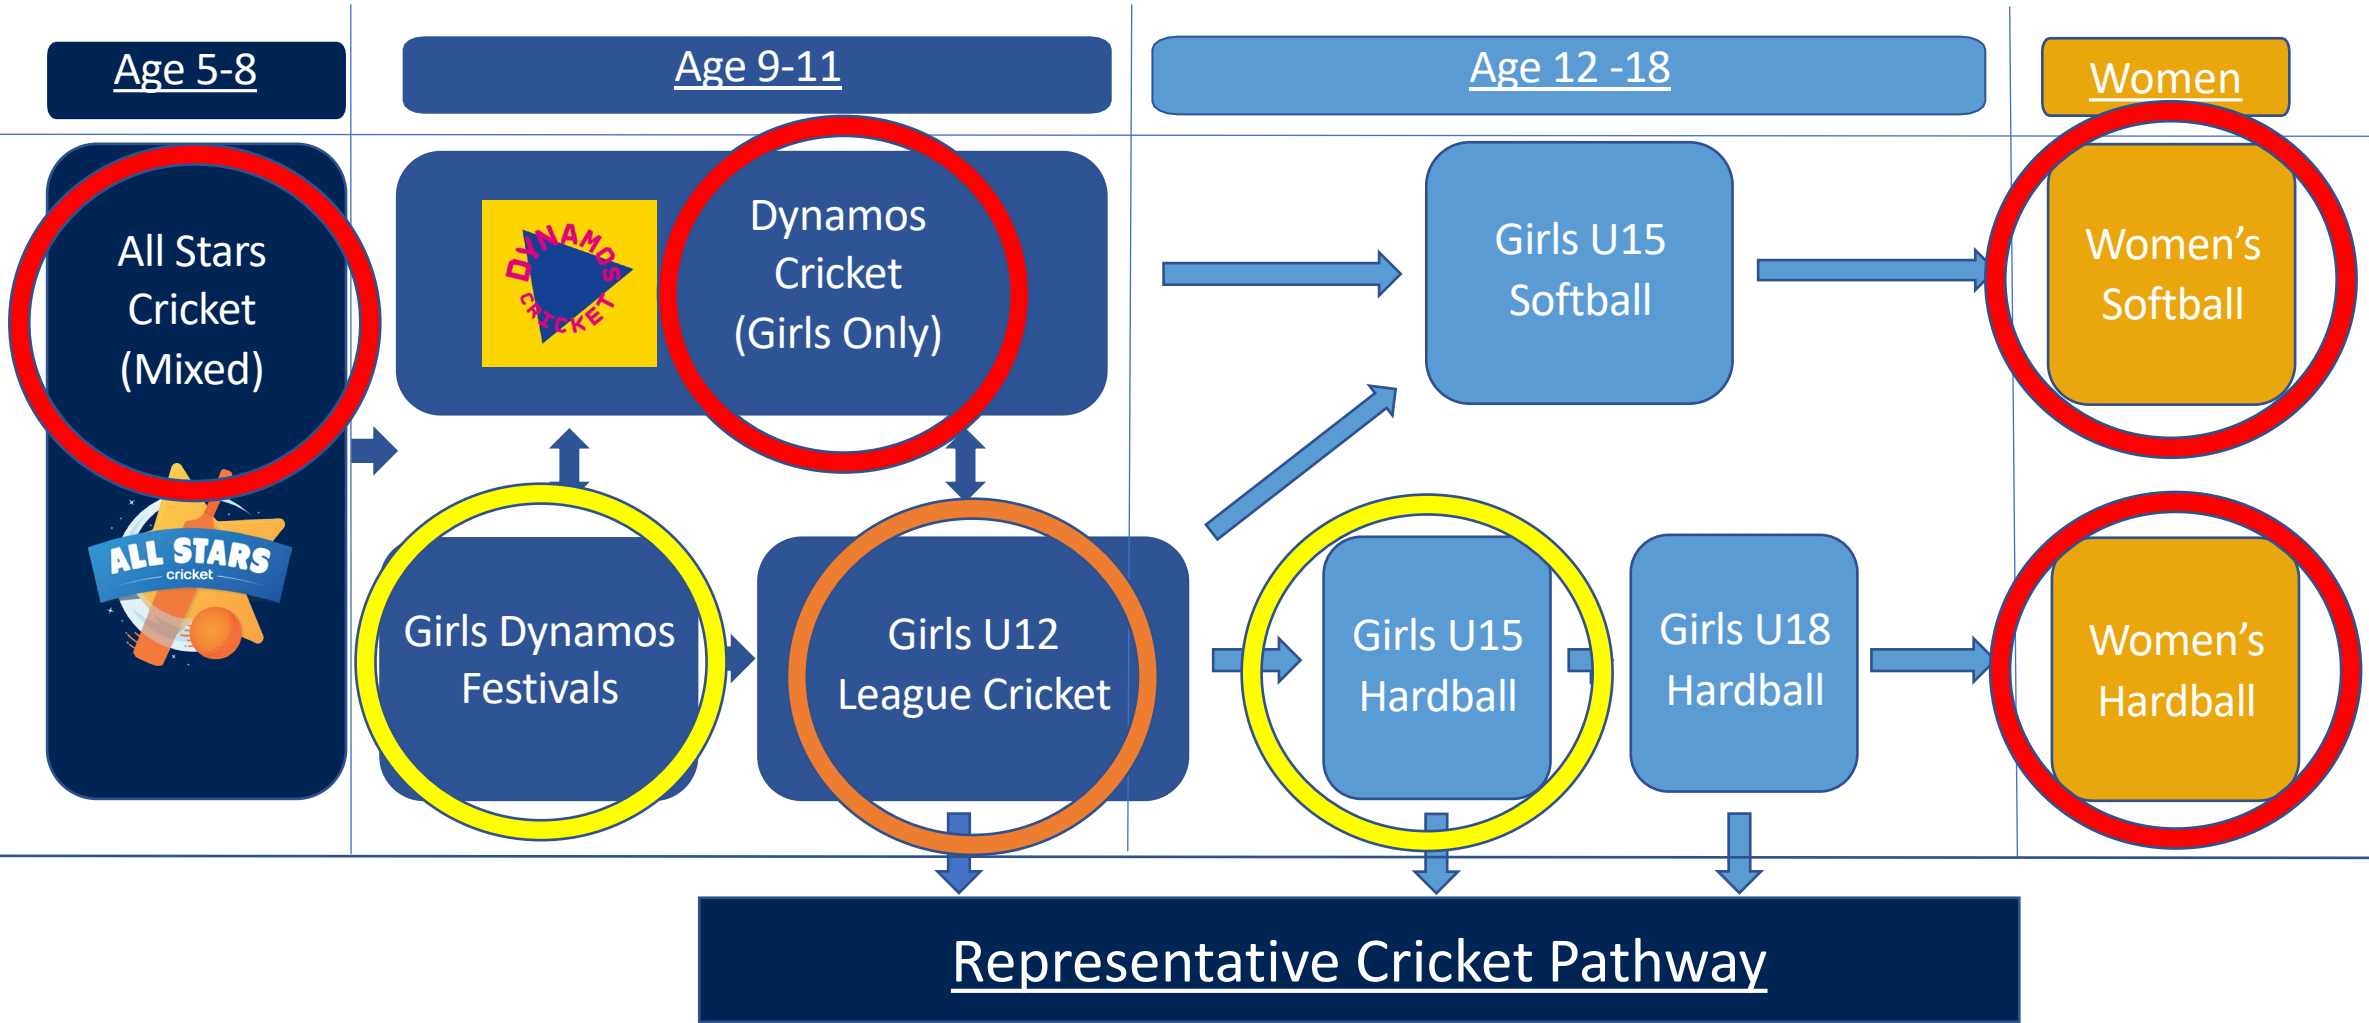 Age 5-8
Age 9-11
Age 12 -18
Women
All Stars
Cricket
(Mixed)
ALL STARS
cricket
DYNAMOS
CRICKET
Dynamos
Cricket
(Girls Only)
Girls U15
Softball
Women’s
Softball
Girls Dynamos
Festivals
Girls U12
League Cricket
Girls U15
Hardball
Girls U18
Hardball
Women’s
Hardball
Representative Cricket Pathway